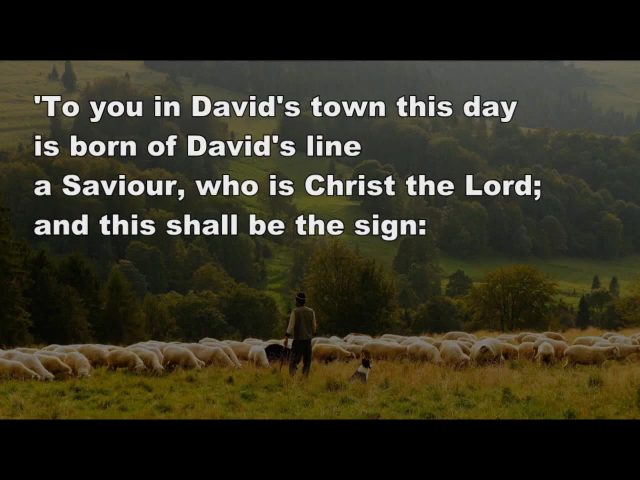 'To you in David's town this day
is born of David's line
a Saviour, who is Christ the Lord;
and this shall be the sign: